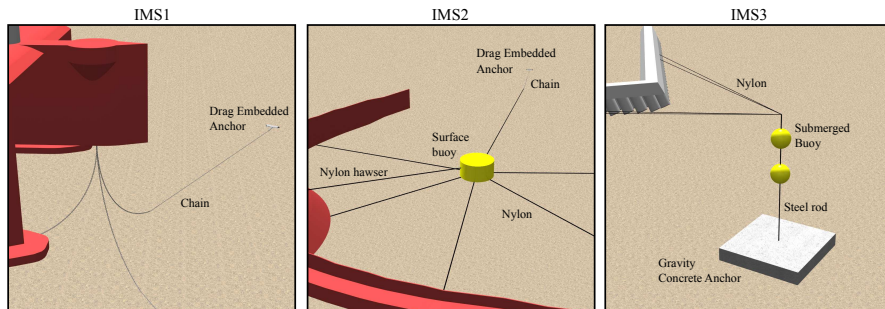 IMS1
Drag Embedded
Anchor
Chain
IMS2
Drag Embedded
Anchor
Chain
Surface
buoy
Nylon hawser
Nylon
IMS3
Nylon
Submerged
Buoy
Steel rod
Gravity
Concrete Anchor